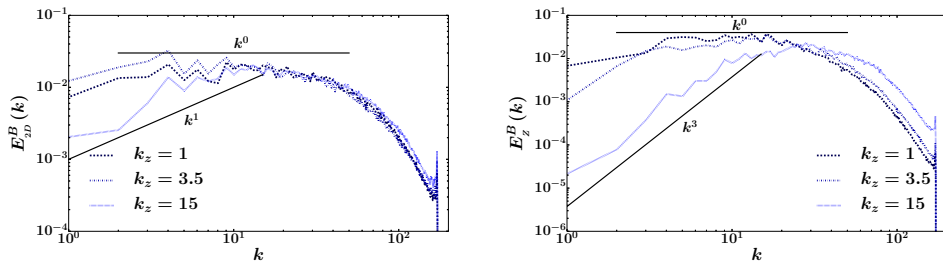 10^{-1}
10^{-2}
10^{-3}
10^{-4}
E^{B}_{2D}(k)
k^0
k^1
k_z = 1
k_z = 3.5
k_z = 15
10^0
10^1
10^2
k
10^{-1}
10^{-2}
10^{-3}
10^{-4}
10^{-5}
10^{-6}
E^{B}_{Z}(k)
k^0
k^3
k_z = 1
k_z = 3.5
k_z = 15
10^0
10^1
10^2
k